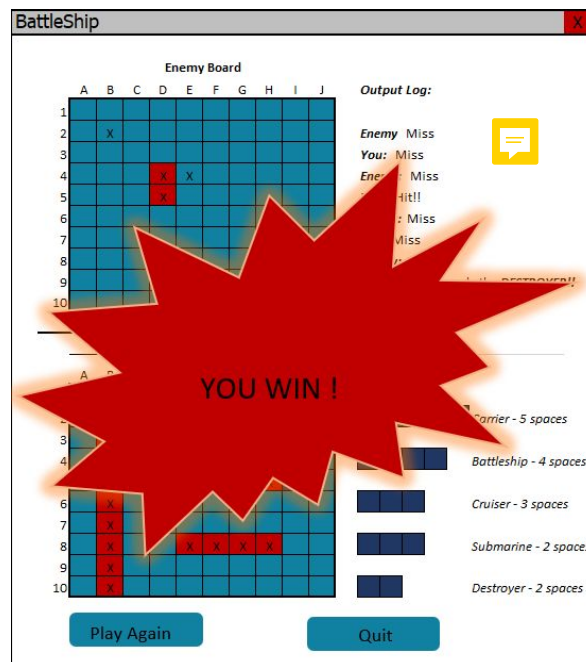 BattleShip X
Enemy Board
A B C D E F G H I J
Output Log:
1
2 X
Enemy Miss
3
You: Miss
4 X X
Miss
5 X
Hit!!
6
: Miss
7
Miss
8
9
DESTROYER!!
10
YOU WIN !
A
Carrier - 5 spaces
3
4
Battleship - 4 spaces
6 X
Cruiser - 3 spaces
7 X
8 X X X X X
Submarine - 2 spaces
9 X
10 X
Destroyer - 2 spaces
Play Again
Quit